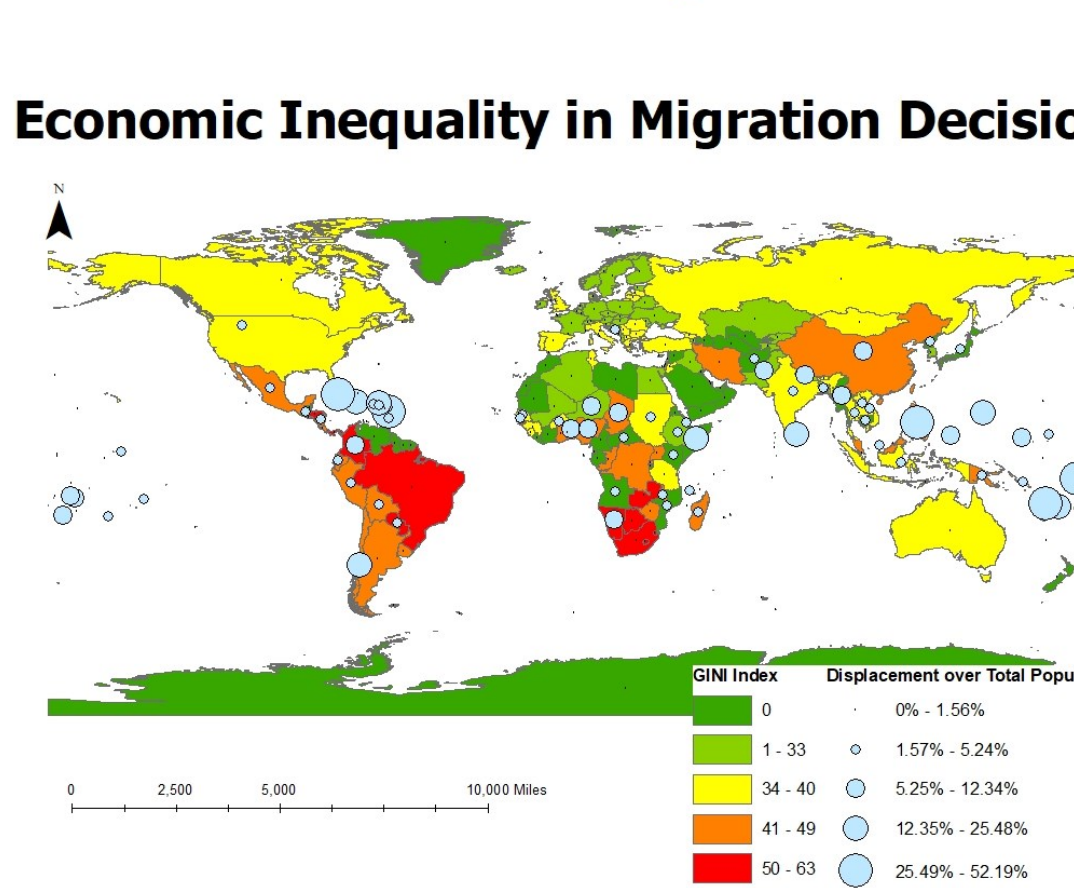 Economic Inequality in Migration Decisio
N
GINI Index Displacement over Total Popu
0 0% - 1.56%
1 - 33 1.57% - 5.24%
34 - 40 5.25% - 12.34%
41 - 49 12.35% - 25.48%
50 - 63 25.49% - 52.19%
0 2,500 5,000 10,000 Miles